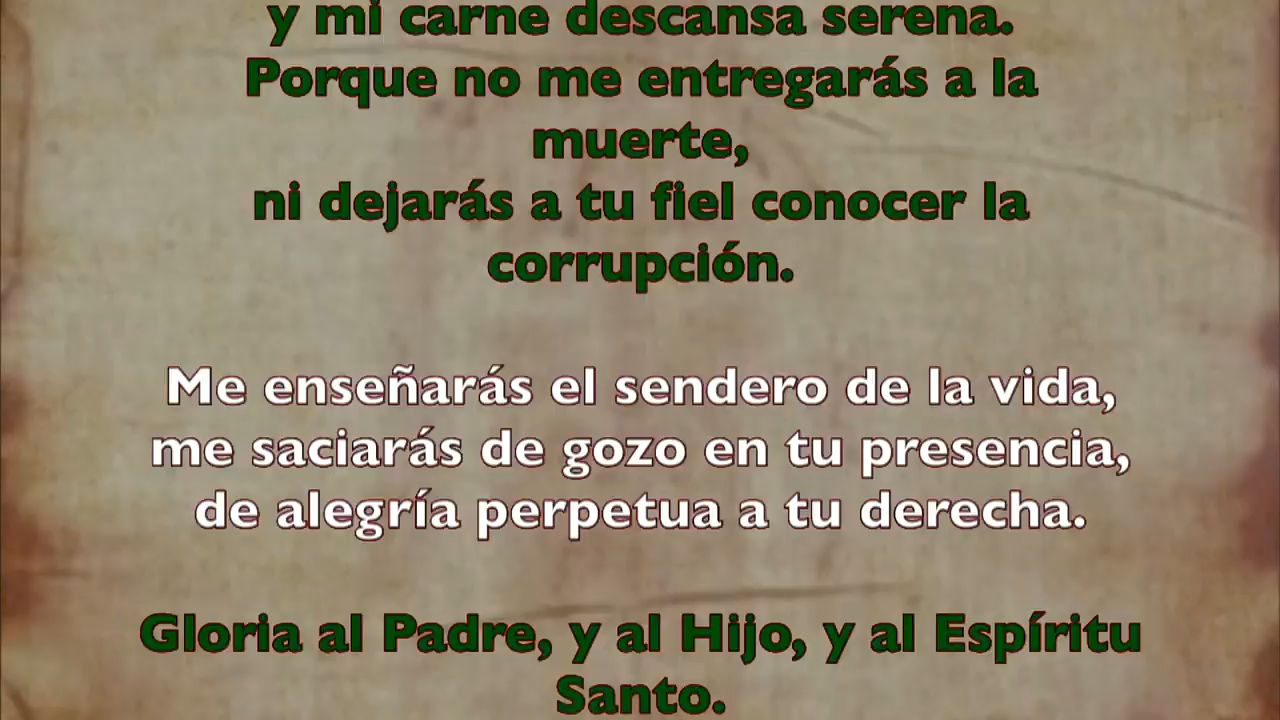 y mi carne descansa serena.
Porque no me entregarás a la
muerte,
ni dejarás a tu fiel conocer la
corrupción.
Me enseñarás el sendero de la vida,
me saciarás de gozo en tu presencia,
de alegría perpetua a tu derecha.
Gloria al Padre, y al Hijo, y al Espíritu
Santo.